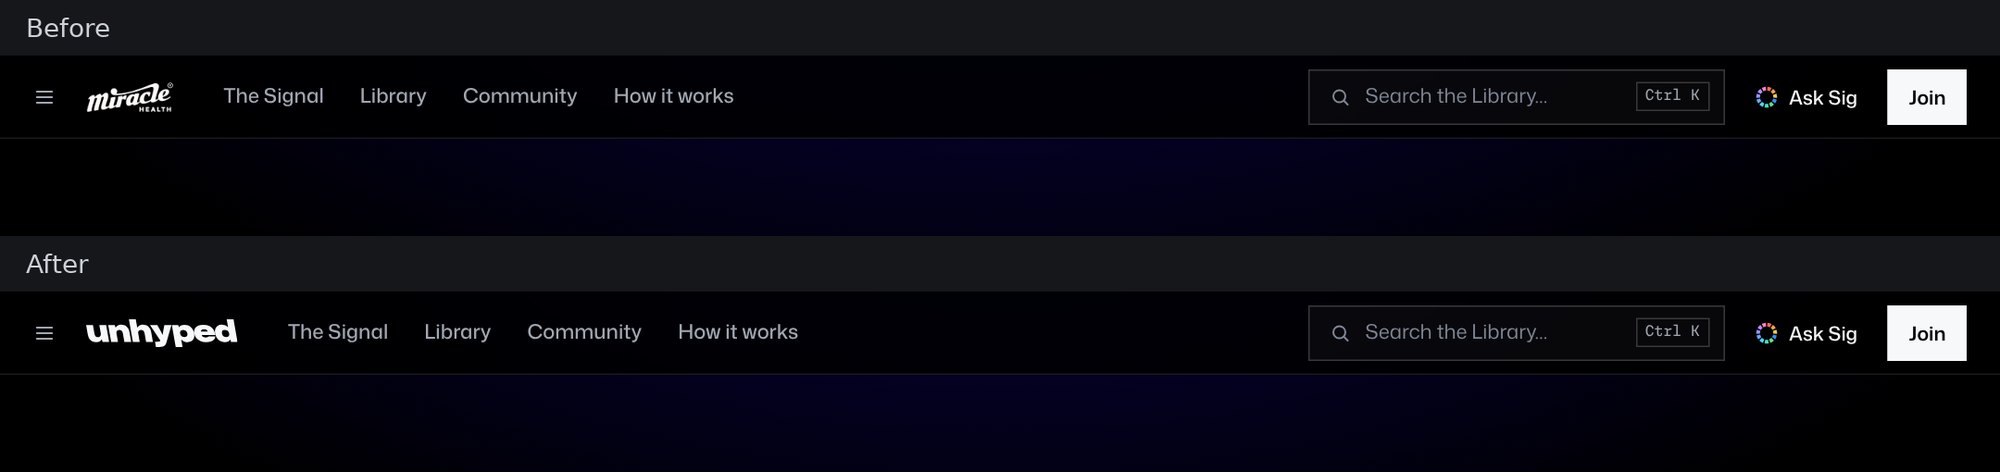 Before
miracle® HEALTH The Signal Library Community How it works Search the Library... Ctrl K Ask Sig Join
After
unhyped The Signal Library Community How it works Search the Library... Ctrl K Ask Sig Join